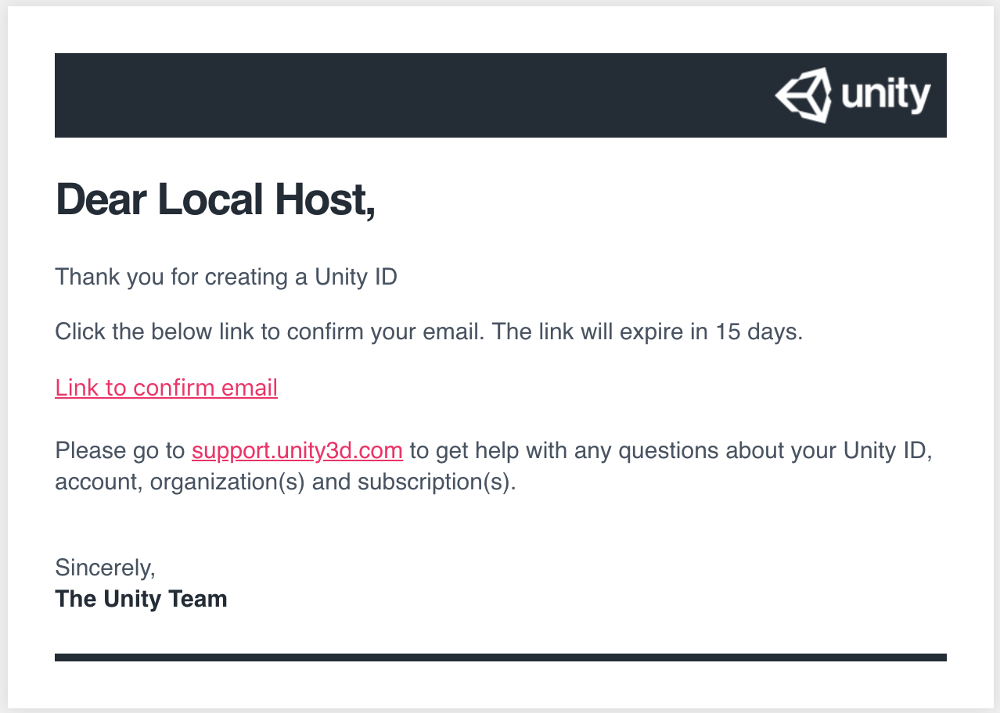 unity
Dear Local Host,
Thank you for creating a Unity ID
Click the below link to confirm your email. The link will expire in 15 days.
Link to confirm email
Please go to support.unity3d.com to get help with any questions about your Unity ID,
account, organization(s) and subscription(s).
Sincerely,
The Unity Team